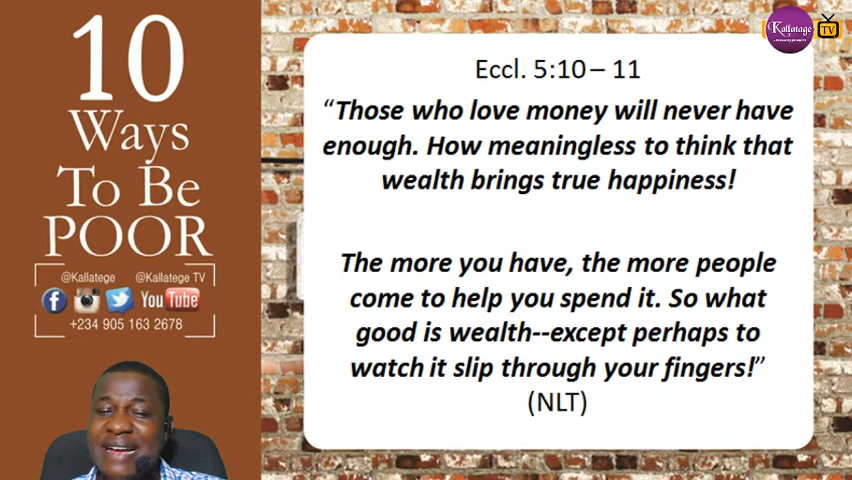 10
Ways
To Be
POOR
@Kallatege @Kallatege TV
You Tube
+234 905 163 2678
Kallatege
TV
Eccl. 5:10 – 11
“Those who love money will never have
enough. How meaningless to think that
wealth brings true happiness!
The more you have, the more people
come to help you spend it. So what
good is wealth--except perhaps to
watch it slip through your fingers!”
(NLT)